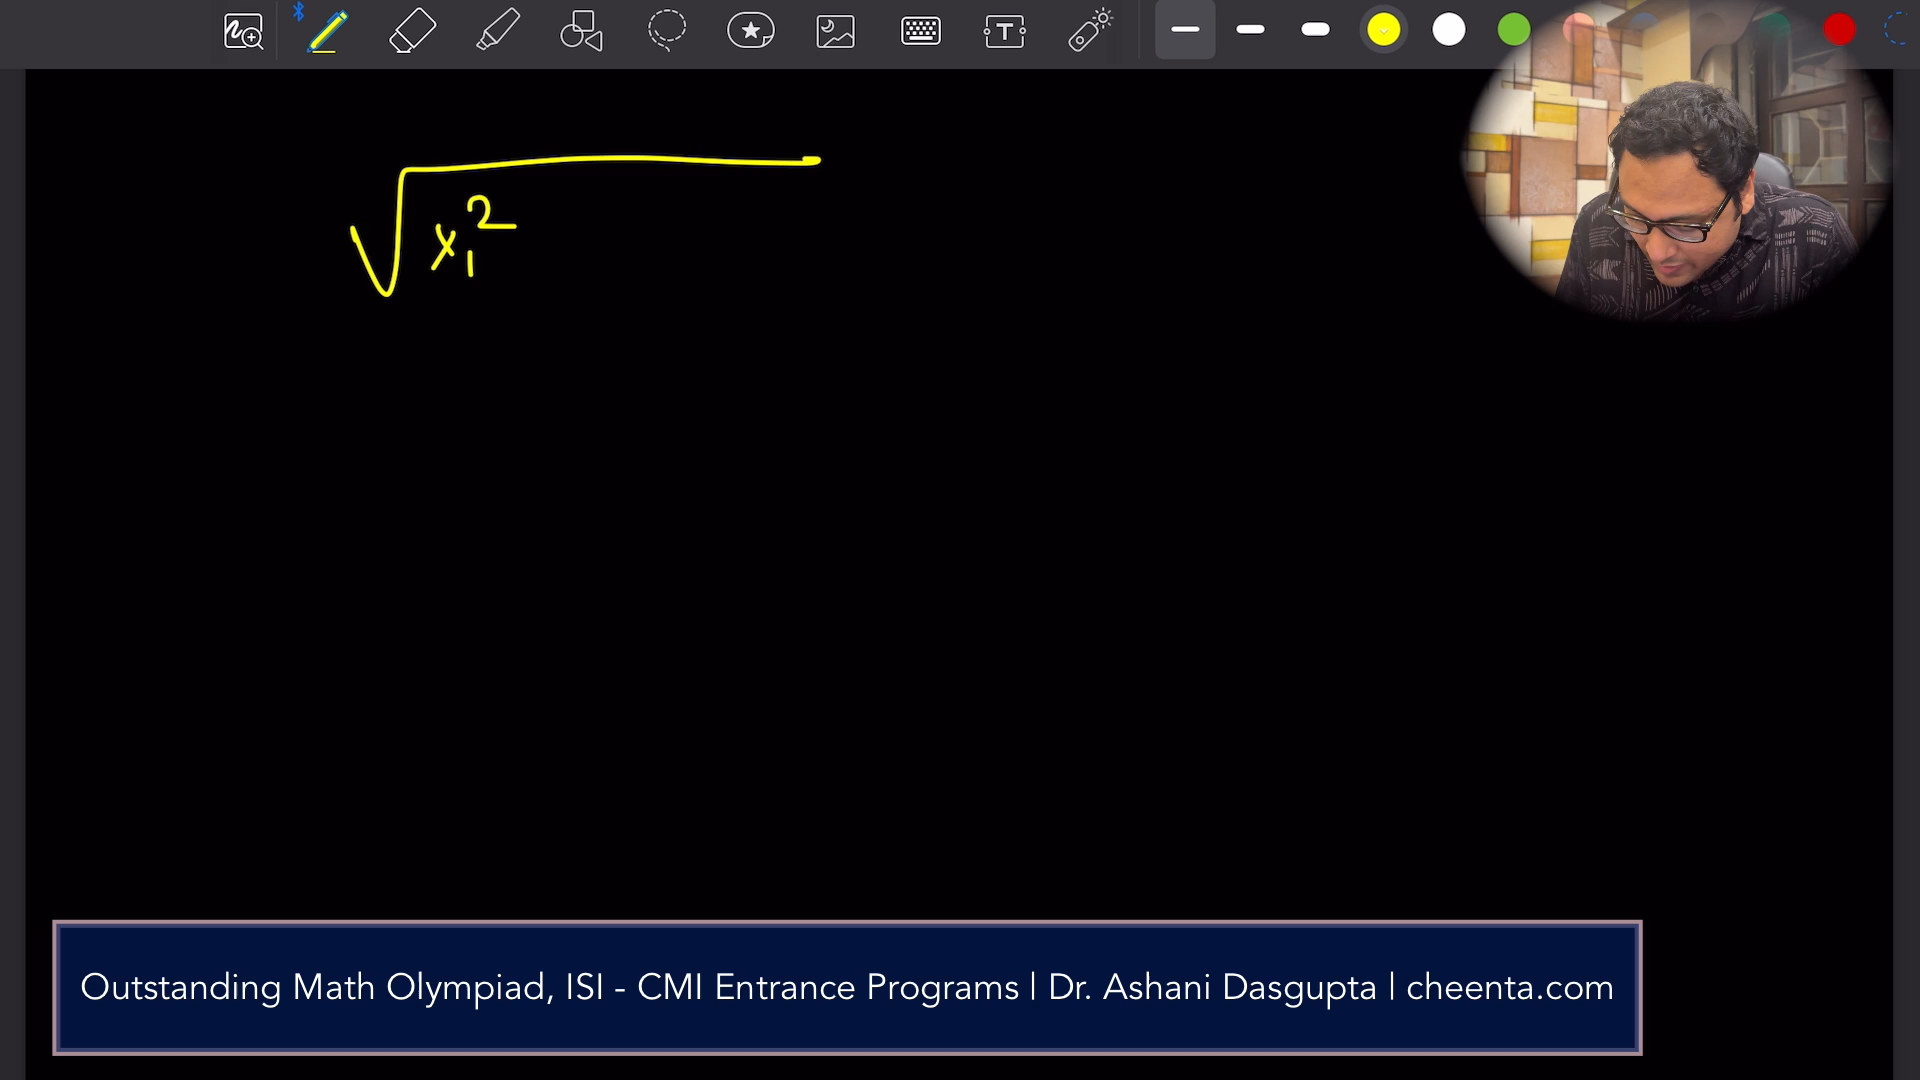 T
√x₁²
Outstanding Math Olympiad, ISI - CMI Entrance Programs | Dr. Ashani Dasgupta | cheenta.com